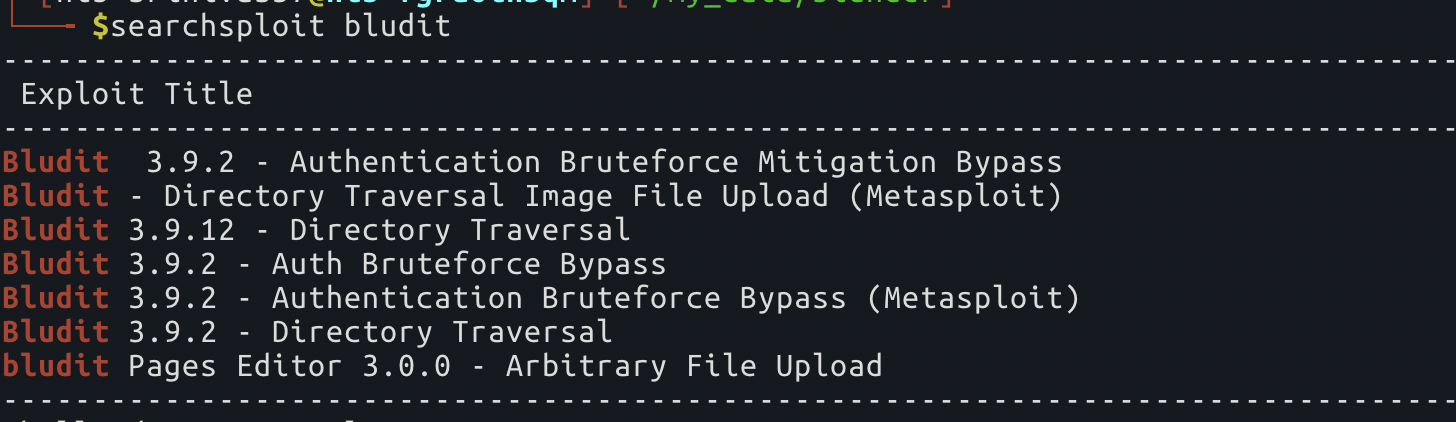 $searchsploit bludit
--------------------------------------------------------------------------------
Exploit Title
--------------------------------------------------------------------------------
Bludit  3.9.2 - Authentication Bruteforce Mitigation Bypass
Bludit - Directory Traversal Image File Upload (Metasploit)
Bludit 3.9.12 - Directory Traversal
Bludit 3.9.2 - Auth Bruteforce Bypass
Bludit 3.9.2 - Authentication Bruteforce Bypass (Metasploit)
Bludit 3.9.2 - Directory Traversal
bludit Pages Editor 3.0.0 - Arbitrary File Upload
--------------------------------------------------------------------------------